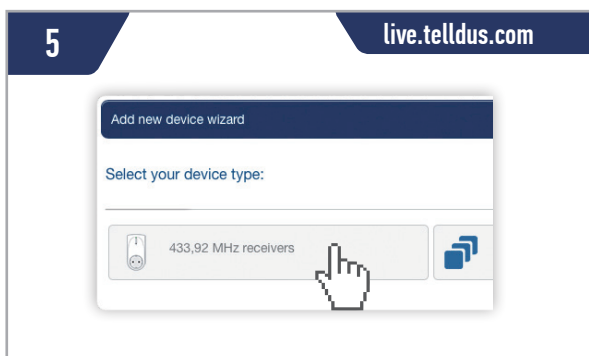 5
live.telldus.com
Add new device wizard
Select your device type:
433,92 MHz receivers